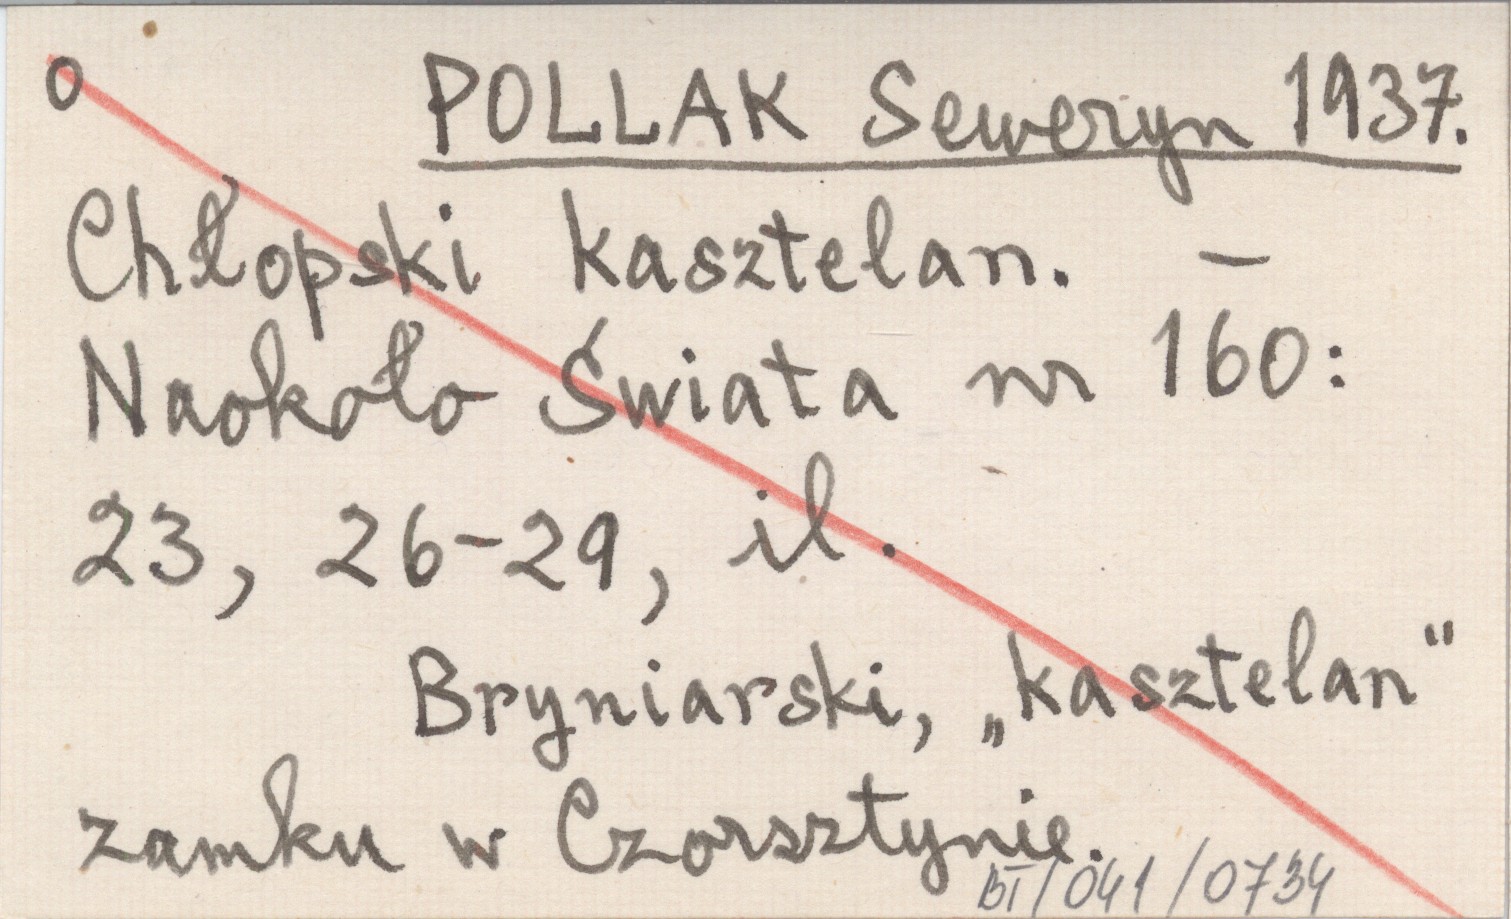 o POLLAK Seweryn 1937.
Chłopski kasztelan. –
Naokoło Świata nr 160:
23, 26–29, il.
Bryniarski, „kasztelan“
zamku w Czorsztynie.
BI/041/0734